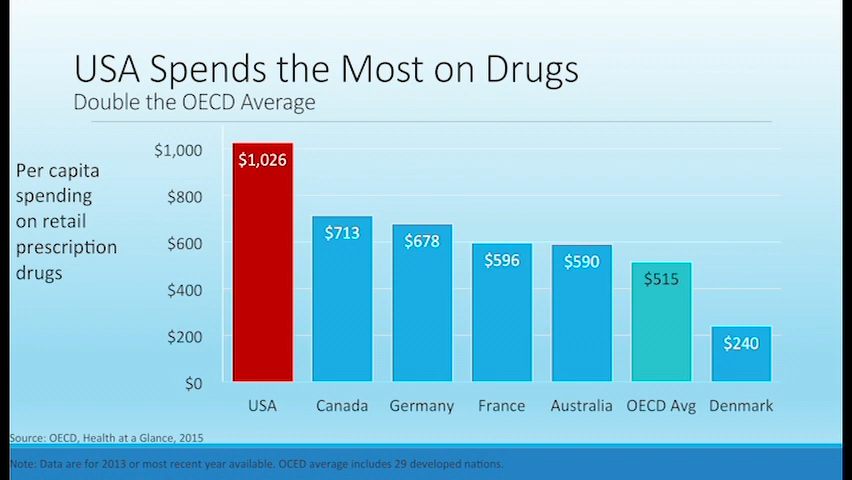 USA Spends the Most on Drugs
Double the OECD Average
Per capita
spending
on retail
prescription
drugs
$1,000
$800
$600
$400
$200
$0
$1,026
$713
$678
$596
$590
$515
$240
USA
Canada
Germany
France
Australia
OECD Avg
Denmark
Source: OECD, Health at a Glance, 2015
Note: Data are for 2013 or most recent year available. OCED average includes 29 developed nations.